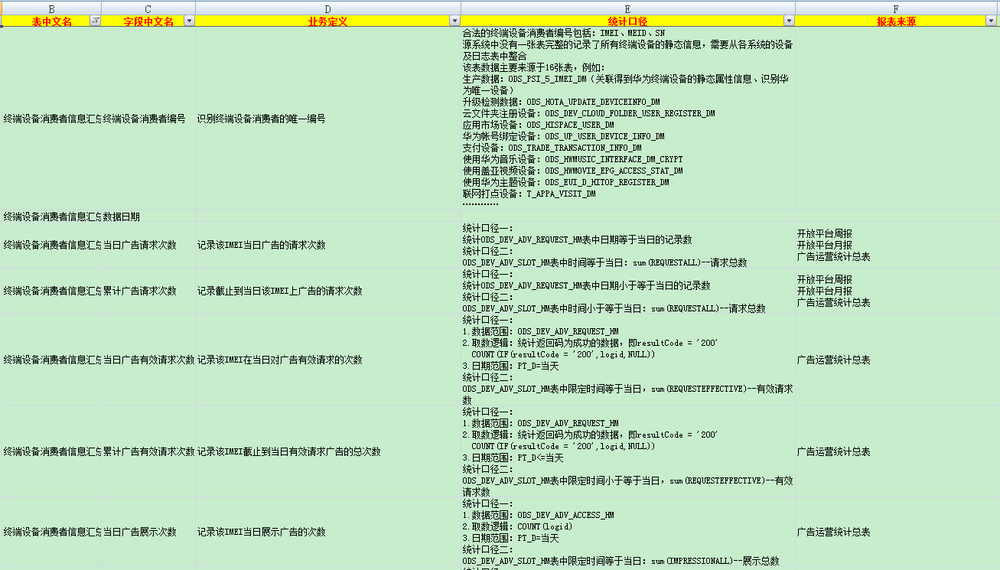 B C D E F
表中文名 字段中文名 业务定义 统计口径 报表来源
合法的终端设备消费者编号包括：IMEI、MEID、SN
源系统中没有一张表完整的记录了所有终端设备的静态信息，需要从各系统的设备
及日志表中整合
该表数据主要来源于16张表，例如：
生产数据：ODS_PSI_5_IMEI_DM（关联得到华为终端设备的静态属性信息、识别华
为唯一设备）
升级检测数据：ODS_HOTA_UPDATE_DEVICEINFO_DM
云文件夹注册设备：ODS_DEV_CLOUD_FOLDER_USER_REGISTER_DM
终端设备消费者信息汇总 终端设备消费者编号 识别终端设备消费者的唯一编号
应用市场设备：ODS_HISPACE_USER_DM
华为帐号绑定设备：ODS_UP_USER_DEVICE_INFO_DM
支付设备：ODS_TRADE_TRANSACTION_INFO_DM
使用华为音乐设备：ODS_HWMUSIC_INTERFACE_DM_CRYPT
使用盖亚视频设备：ODS_HWMOVIE_EPG_ACCESS_STAT_DM
使用华为主题设备：ODS_EUI_D_HITOP_REGISTER_DM
联网打点设备：T_APPA_VISIT_DM
…………
终端设备消费者信息汇总 数据日期
终端设备消费者信息汇总 当日广告请求次数 记录该IMEI当日广告的请求次数
统计口径一：
统计ODS_DEV_ADV_REQUEST_HM表中日期等于当日的记录数
统计口径二：
ODS_DEV_ADV_SLOT_HM表中时间等于当日：sum(REQUESTALL)--请求总数
开放平台周报
开放平台月报
广告运营统计总表
终端设备消费者信息汇总 累计广告请求次数 记录截止到当日该IMEI上广告的请求次数
统计口径一：
统计ODS_DEV_ADV_REQUEST_HM表中日期小于等于当日的记录数
统计口径二：
ODS_DEV_ADV_SLOT_HM表中时间小于等于当日：sum(REQUESTALL)--请求总数
开放平台周报
开放平台月报
广告运营统计总表
终端设备消费者信息汇总 当日广告有效请求次数 记录该IMEI在当日对广告有效请求的次数
统计口径一：
1.数据范围：ODS_DEV_ADV_REQUEST_HM
2.取数逻辑：统计返回码为成功的数据，即resultCode = '200'
COUNT(IF(resultCode = '200',logid,NULL))
3.日期范围：PT_D=当天
统计口径二：
ODS_DEV_ADV_SLOT_HM表中限定时间等于当日，sum(REQUESTEFFECTIVE)--有效请求
数
广告运营统计总表
终端设备消费者信息汇总 累计广告有效请求次数 记录该IMEI截止到当日有效请求广告的总次数
统计口径一：
1.数据范围：ODS_DEV_ADV_REQUEST_HM
2.取数逻辑：统计返回码为成功的数据，即resultCode = '200'
COUNT(IF(resultCode = '200',logid,NULL))
3.日期范围：PT_D<=当天
统计口径二：
ODS_DEV_ADV_SLOT_HM表中限定时间小于等于当日，sum(REQUESTEFFECTIVE)--有效
请求数
广告运营统计总表
终端设备消费者信息汇总 当日广告展示次数 记录该IMEI当日展示广告的次数
统计口径一：
1.数据范围：ODS_DEV_ADV_ACCESS_HM
2.取数逻辑：COUNT(logid)
3.日期范围：PT_D=当天
统计口径二：
ODS_DEV_ADV_SLOT_HM表中限定时间等于当日：sum(IMPRESSIONALL)--展示总数
广告运营统计总表